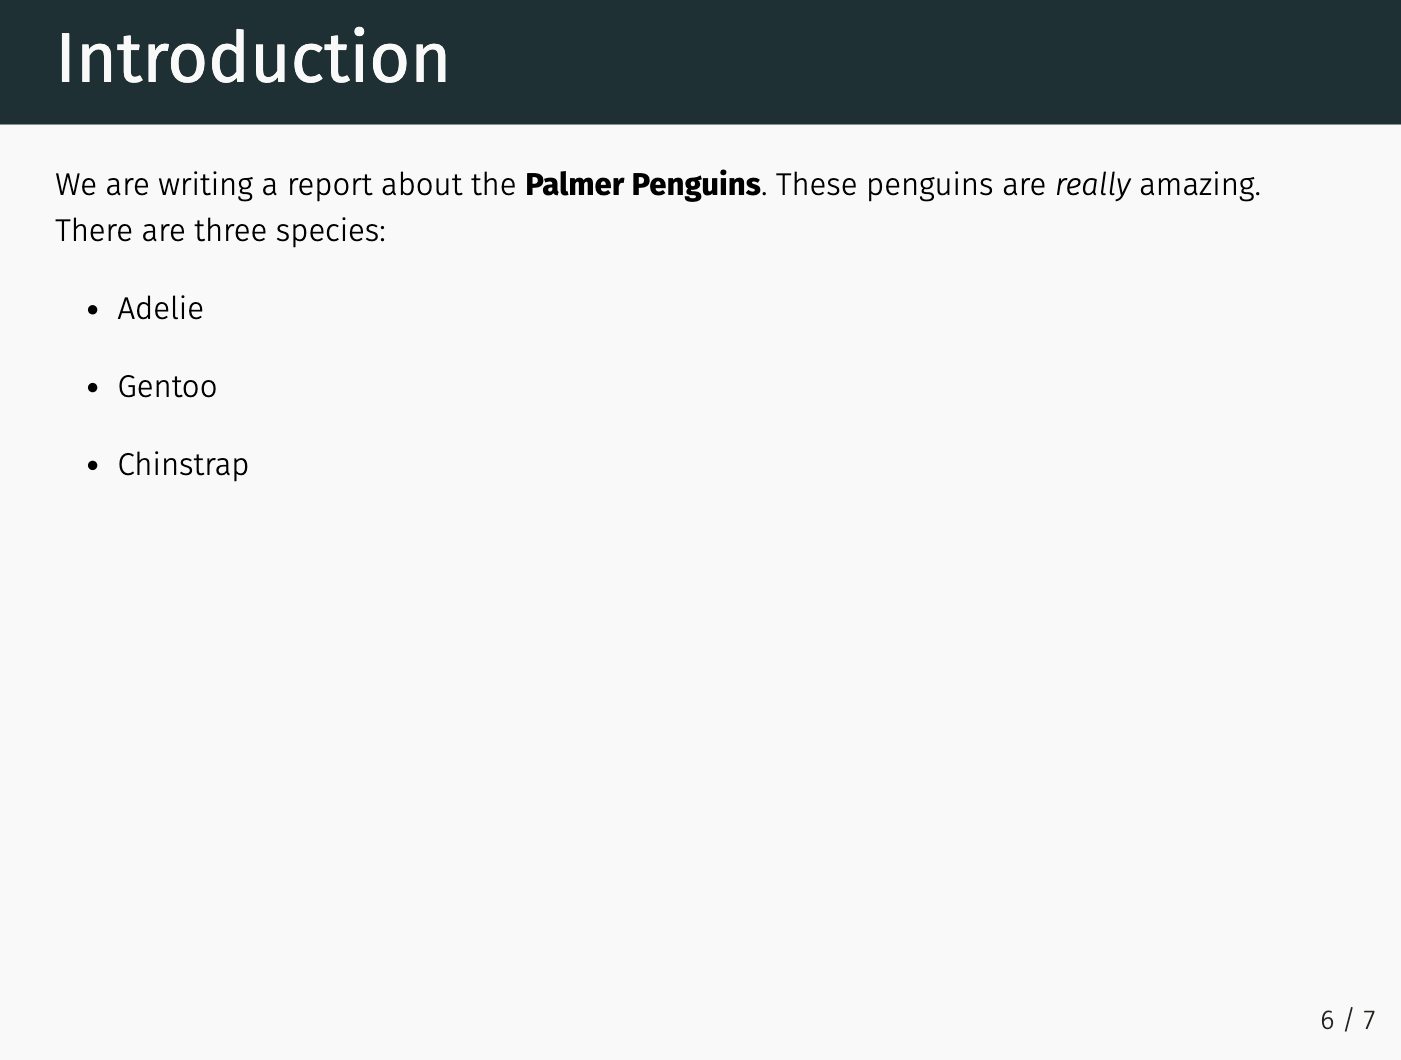 Introduction
We are writing a report about the Palmer Penguins. These penguins are really amazing.
There are three species:
• Adelie
• Gentoo
• Chinstrap
6 / 7